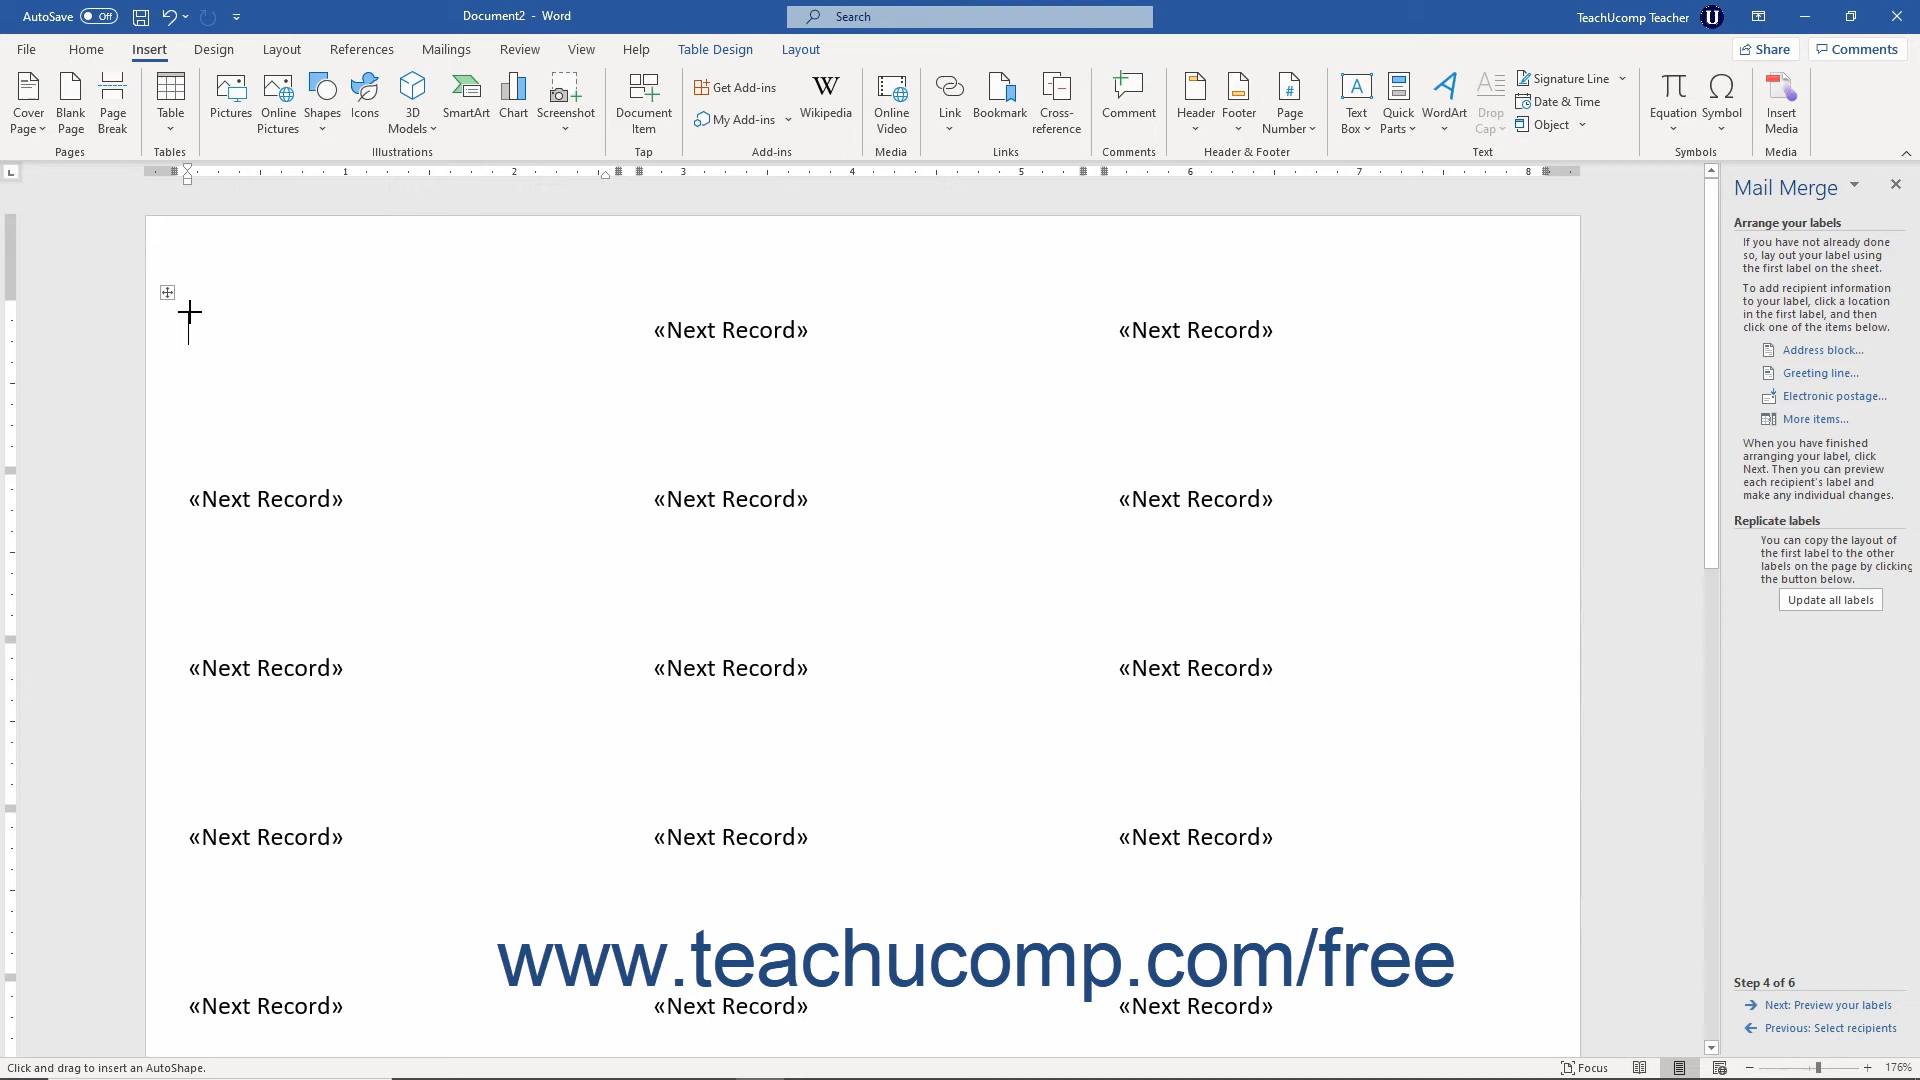 AutoSave Off Document2 - Word Search TeachUcomp Teacher U
File Home Insert Design Layout References Mailings Review View Help Table Design Layout Share Comments
Cover Page
Blank Page
Page Break
Table
Pictures
Online Pictures
Shapes
Icons
3D Models
SmartArt
Chart
Screenshot
Document Item
Get Add-ins
My Add-ins
W
Wikipedia
Online Video
Link
Bookmark
Cross-reference
Comment
Header
Footer
# Page Number
A Text Box
Quick Parts
WordArt
Drop Cap
Signature Line
Date & Time
Object
π Equation
Ω Symbol
Insert Media
Pages Tables Illustrations Tap Add-ins Media Links Comments Header & Footer Text Symbols Media
1 2 3 4 5 6 7 8
«Next Record» «Next Record»
«Next Record» «Next Record» «Next Record»
«Next Record» «Next Record» «Next Record»
«Next Record» «Next Record» «Next Record»
www.teachucomp.com/free
«Next Record» «Next Record» «Next Record»
Mail Merge
Arrange your labels
If you have not already done
so, lay out your label using
the first label on the sheet.
To add recipient information
to your label, click a location
in the first label, and then
click one of the items below.
Address block...
Greeting line...
Electronic postage...
More items...
When you have finished
arranging your label, click
Next. Then you can preview
each recipient's label and
make any individual changes.
Replicate labels
You can copy the layout of
the first label to the other
labels on the page by clicking
the button below.
Update all labels
Step 4 of 6
Next: Preview your labels
Previous: Select recipients
Click and drag to insert an AutoShape. Focus 176%